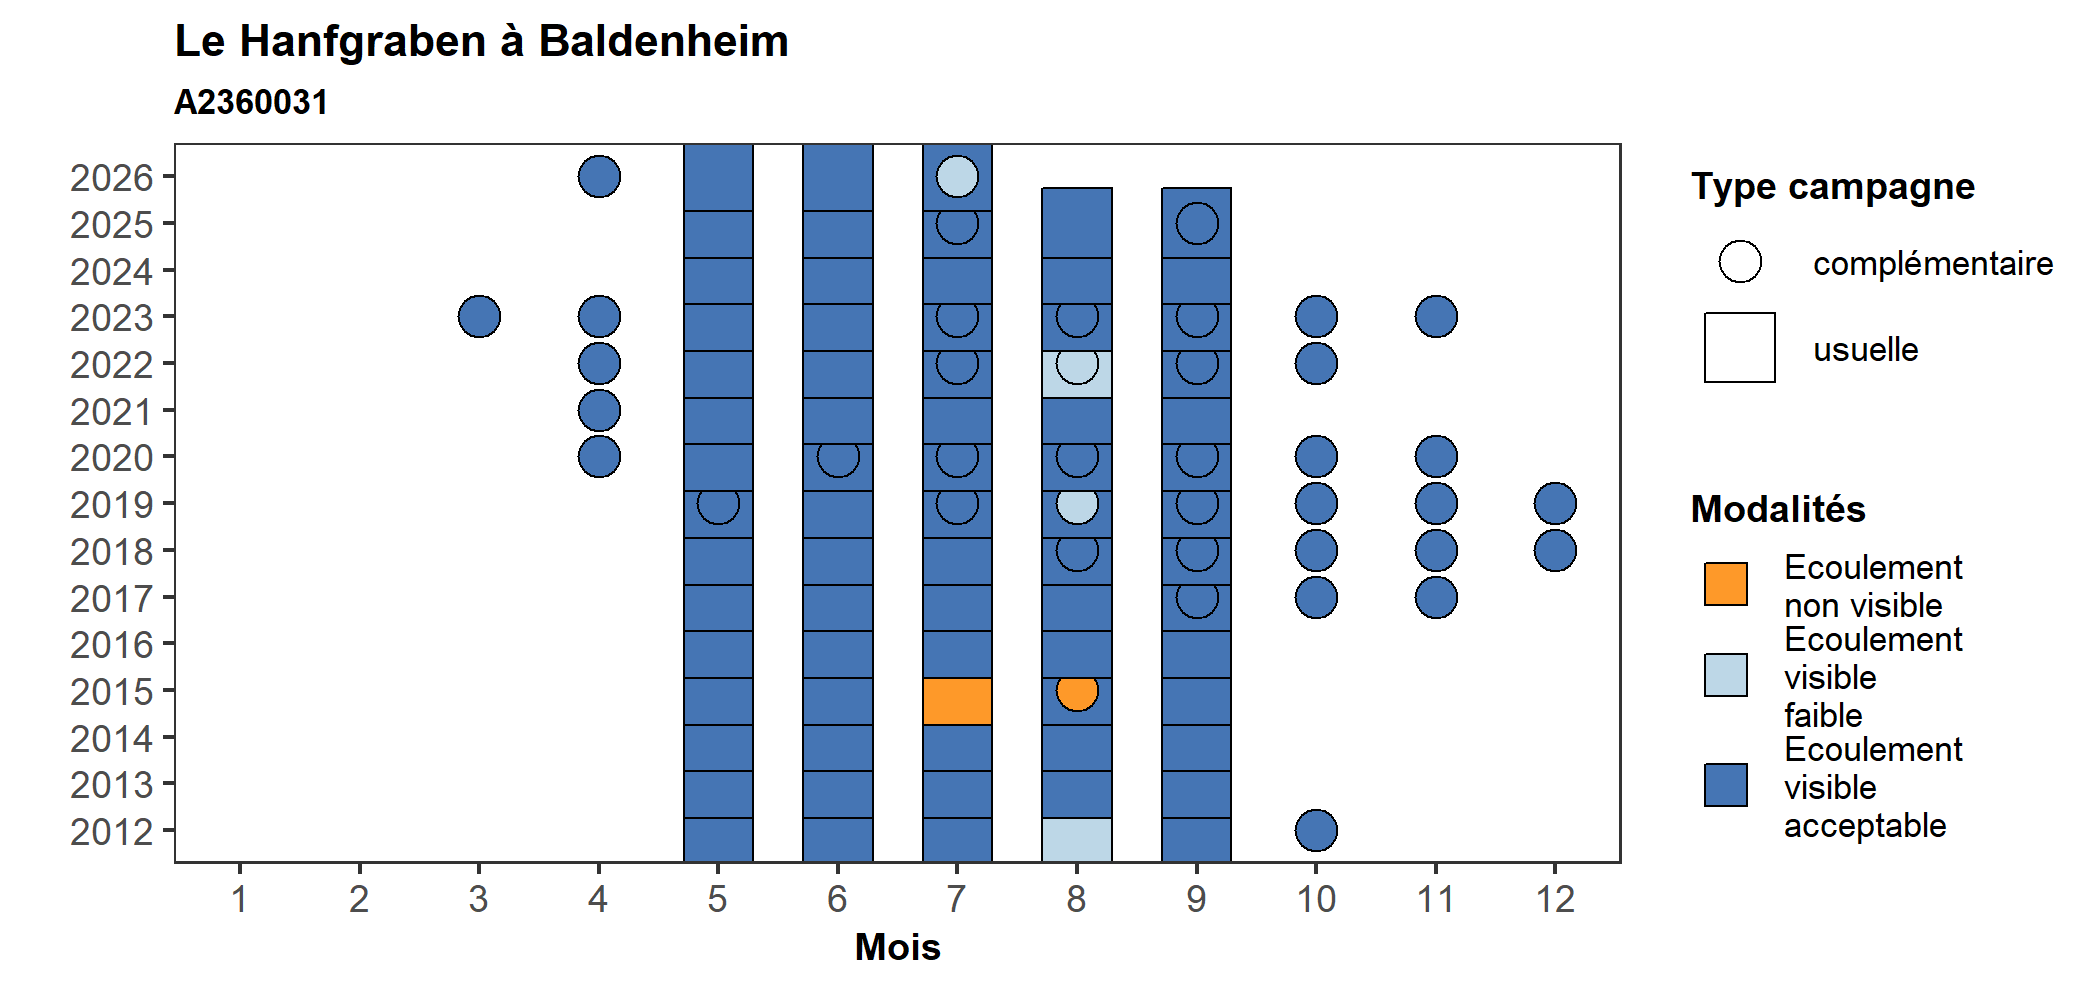 Le Hanfgraben à Baldenheim
A2360031
2026
2025
2024
2023
2022
2021
2020
2019
2018
2017
2016
2015
2014
2013
2012
1 2 3 4 5 6 7 8 9 10 11 12
Mois
Type campagne
complémentaire
usuelle
Modalités
Ecoulement
non visible
Ecoulement
visible
faible
Ecoulement
visible
acceptable